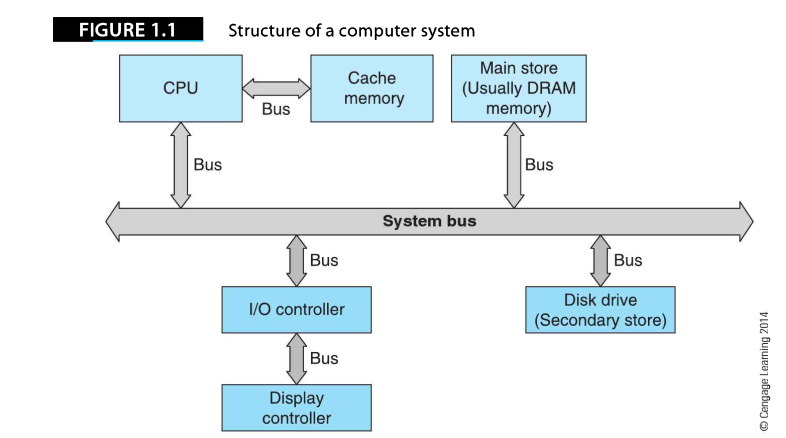 FIGURE 1.1 Structure of a computer system
CPU
Bus
Cache
memory
Main store
(Usually DRAM
memory)
Bus
Bus
System bus
Bus
Bus
I/O controller
Disk drive
(Secondary store)
Bus
Display
controller
© Cengage Learning 2014